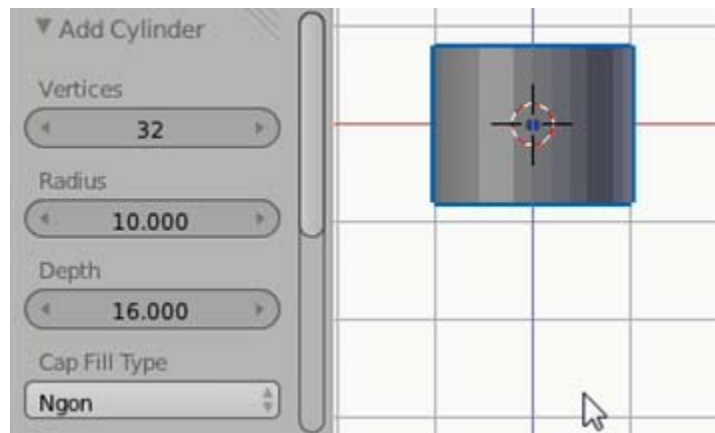 Add Cylinder
Vertices
32
Radius
10.000
Depth
16.000
Cap Fill Type
Ngon